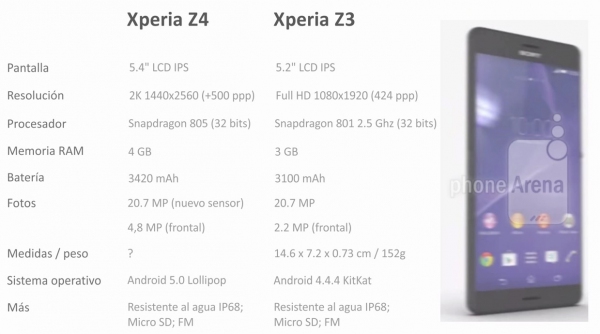 Xperia Z4 Xperia Z3
Pantalla 5.4" LCD IPS 5.2" LCD IPS
Resolución 2K 1440x2560 (+500 ppp) Full HD 1080x1920 (424 ppp)
Procesador Snapdragon 805 (32 bits) Snapdragon 801 2.5 Ghz (32 bits)
Memoria RAM 4 GB 3 GB
Batería 3420 mAh 3100 mAh
Fotos 20.7 MP (nuevo sensor) 20.7 MP
4,8 MP (frontal) 2.2 MP (frontal)
Medidas / peso ? 14.6 x 7.2 x 0.73 cm / 152g
Sistema operativo Android 5.0 Lollipop Android 4.4.4 KitKat
Más Resistente al agua IP68; Resistente al agua IP68;
Micro SD; FM Micro SD; FM
SONY
phoneArena